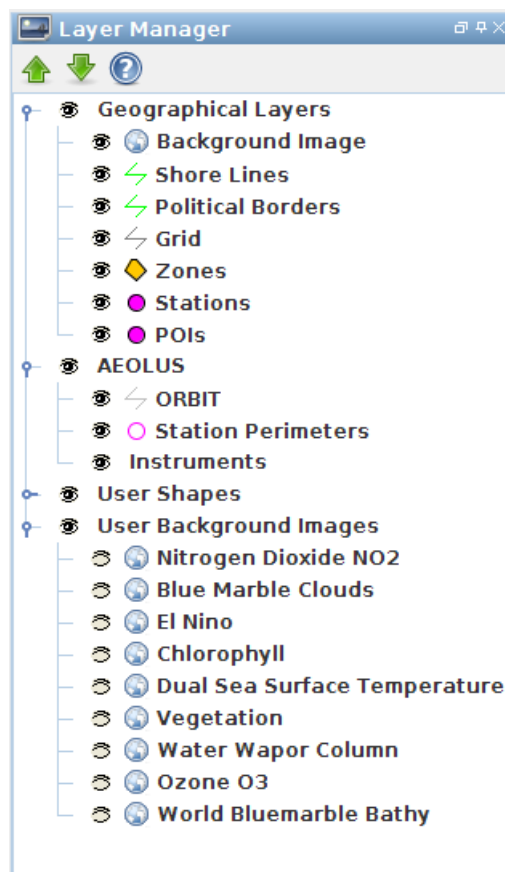 Layer Manager
?
Geographical Layers
Background Image
Shore Lines
Political Borders
Grid
Zones
Stations
POIs
AEOLUS
ORBIT
Station Perimeters
Instruments
User Shapes
User Background Images
Nitrogen Dioxide NO2
Blue Marble Clouds
El Nino
Chlorophyll
Dual Sea Surface Temperature
Vegetation
Water Wapor Column
Ozone O3
World Bluemarble Bathy